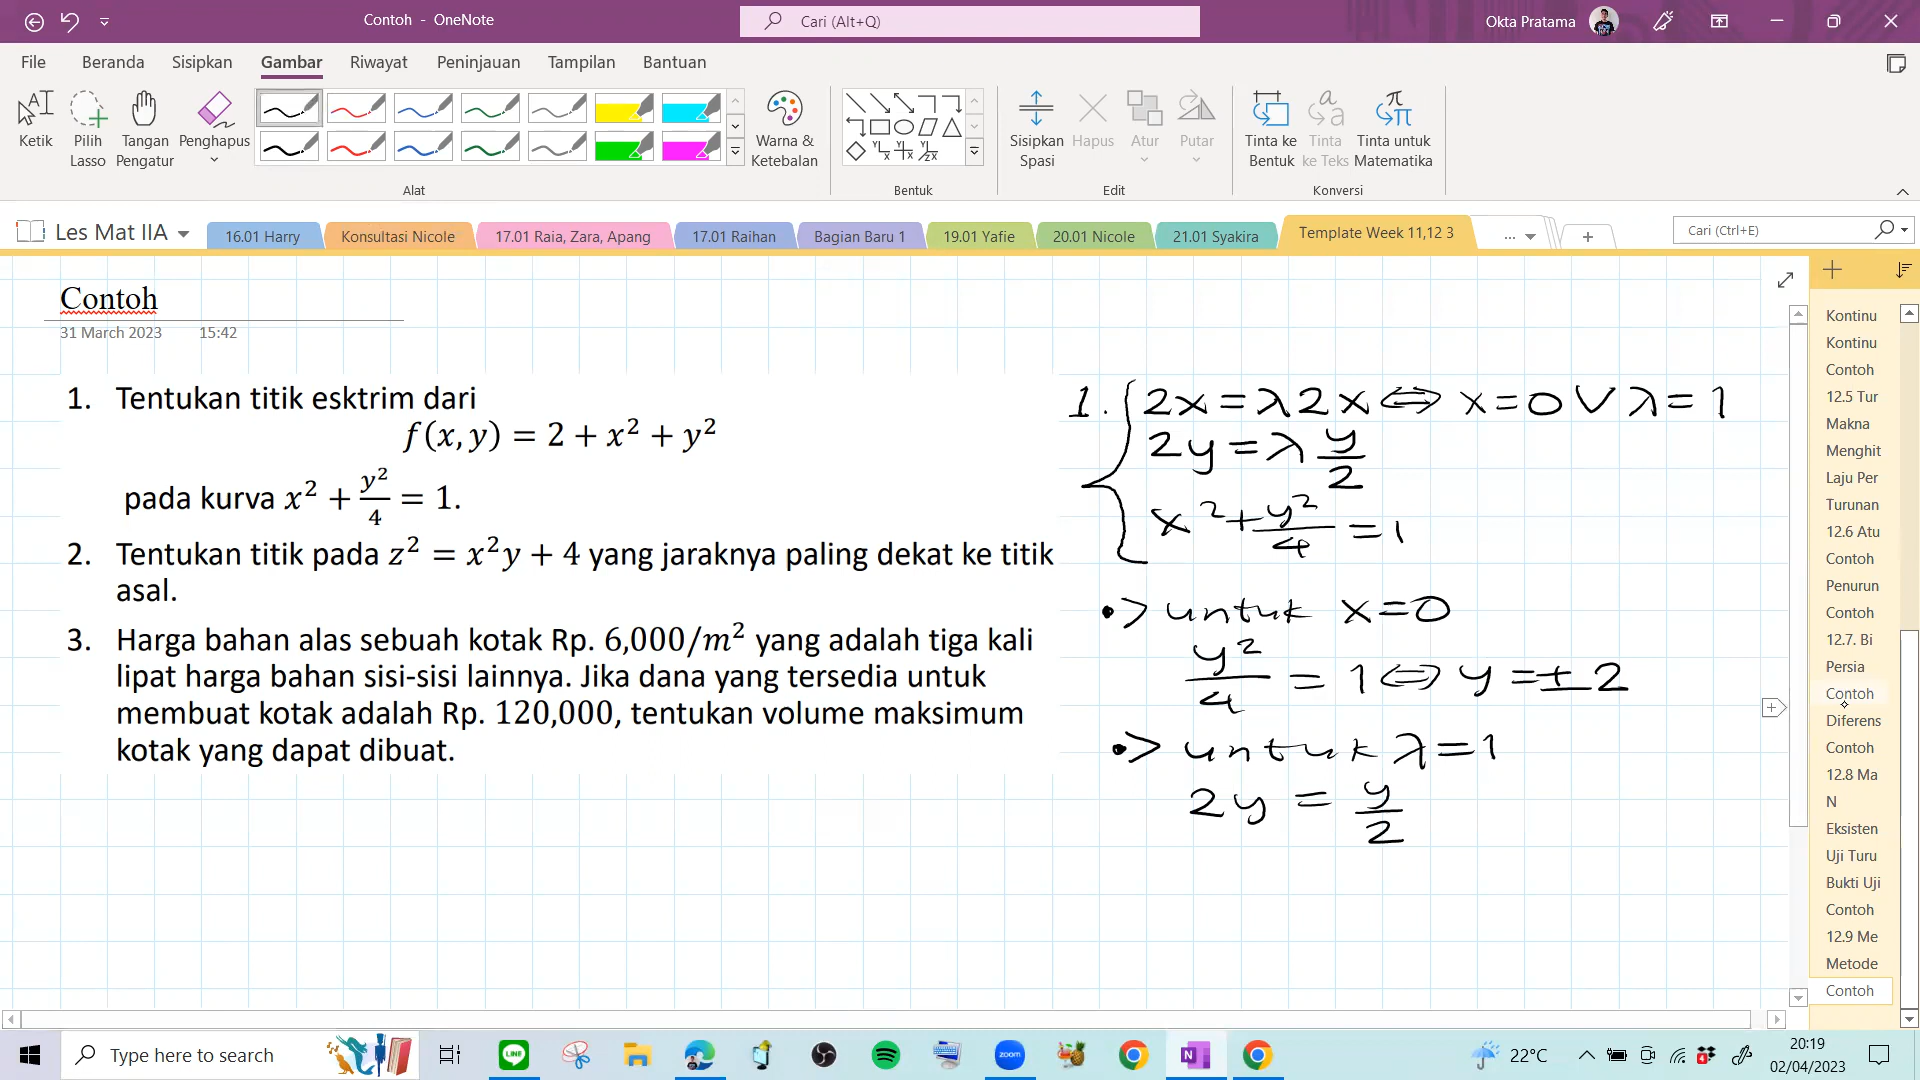 Contoh - OneNote
Cari (Alt+Q)
Okta Pratama
File Beranda Sisipkan Gambar Riwayat Peninjauan Tampilan Bantuan
Ketik
Pilih Lasso
Tangan Pengatur
Penghapus
Alat
Warna & Ketebalan
Bentuk
Sisipkan Spasi
Hapus
Atur
Putar
Edit
Tinta ke Bentuk
Tinta ke Teks
Tinta untuk Matematika
Konversi
Les Mat IIA
16.01 Harry
Konsultasi Nicole
17.01 Raia, Zara, Apang
17.01 Raihan
Bagian Baru 1
19.01 Yafie
20.01 Nicole
21.01 Syakira
Template Week 11,12 3
...
Cari (Ctrl+E)
Contoh
31 March 2023 15:42
1. Tentukan titik esktrim dari
f(x, y) = 2 + x² + y²
pada kurva x² + y²/4 = 1.
2. Tentukan titik pada z² = x²y + 4 yang jaraknya paling dekat ke titik
asal.
3. Harga bahan alas sebuah kotak Rp. 6,000/m² yang adalah tiga kali
lipat harga bahan sisi-sisi lainnya. Jika dana yang tersedia untuk
membuat kotak adalah Rp. 120,000, tentukan volume maksimum
kotak yang dapat dibuat.
1. { 2x = λ2x ⇔ x=0 ∨ λ=1
2y = λ y/2
x² + y²/4 = 1
•> untuk x=0
y²/4 = 1 ⇔ y = ±2
•> untuk λ=1
2y = y/2
Kontinu
Kontinu
Contoh
12.5 Tur
Makna
Menghit
Laju Per
Turunan
12.6 Atu
Contoh
Penurun
Contoh
12.7. Bi
Persia
Contoh
Diferens
Contoh
12.8 Ma
N
Eksisten
Uji Turu
Bukti Uji
Contoh
12.9 Me
Metode
Contoh
Type here to search
LINE
zoom
N
22°C
4
20:19
02/04/2023